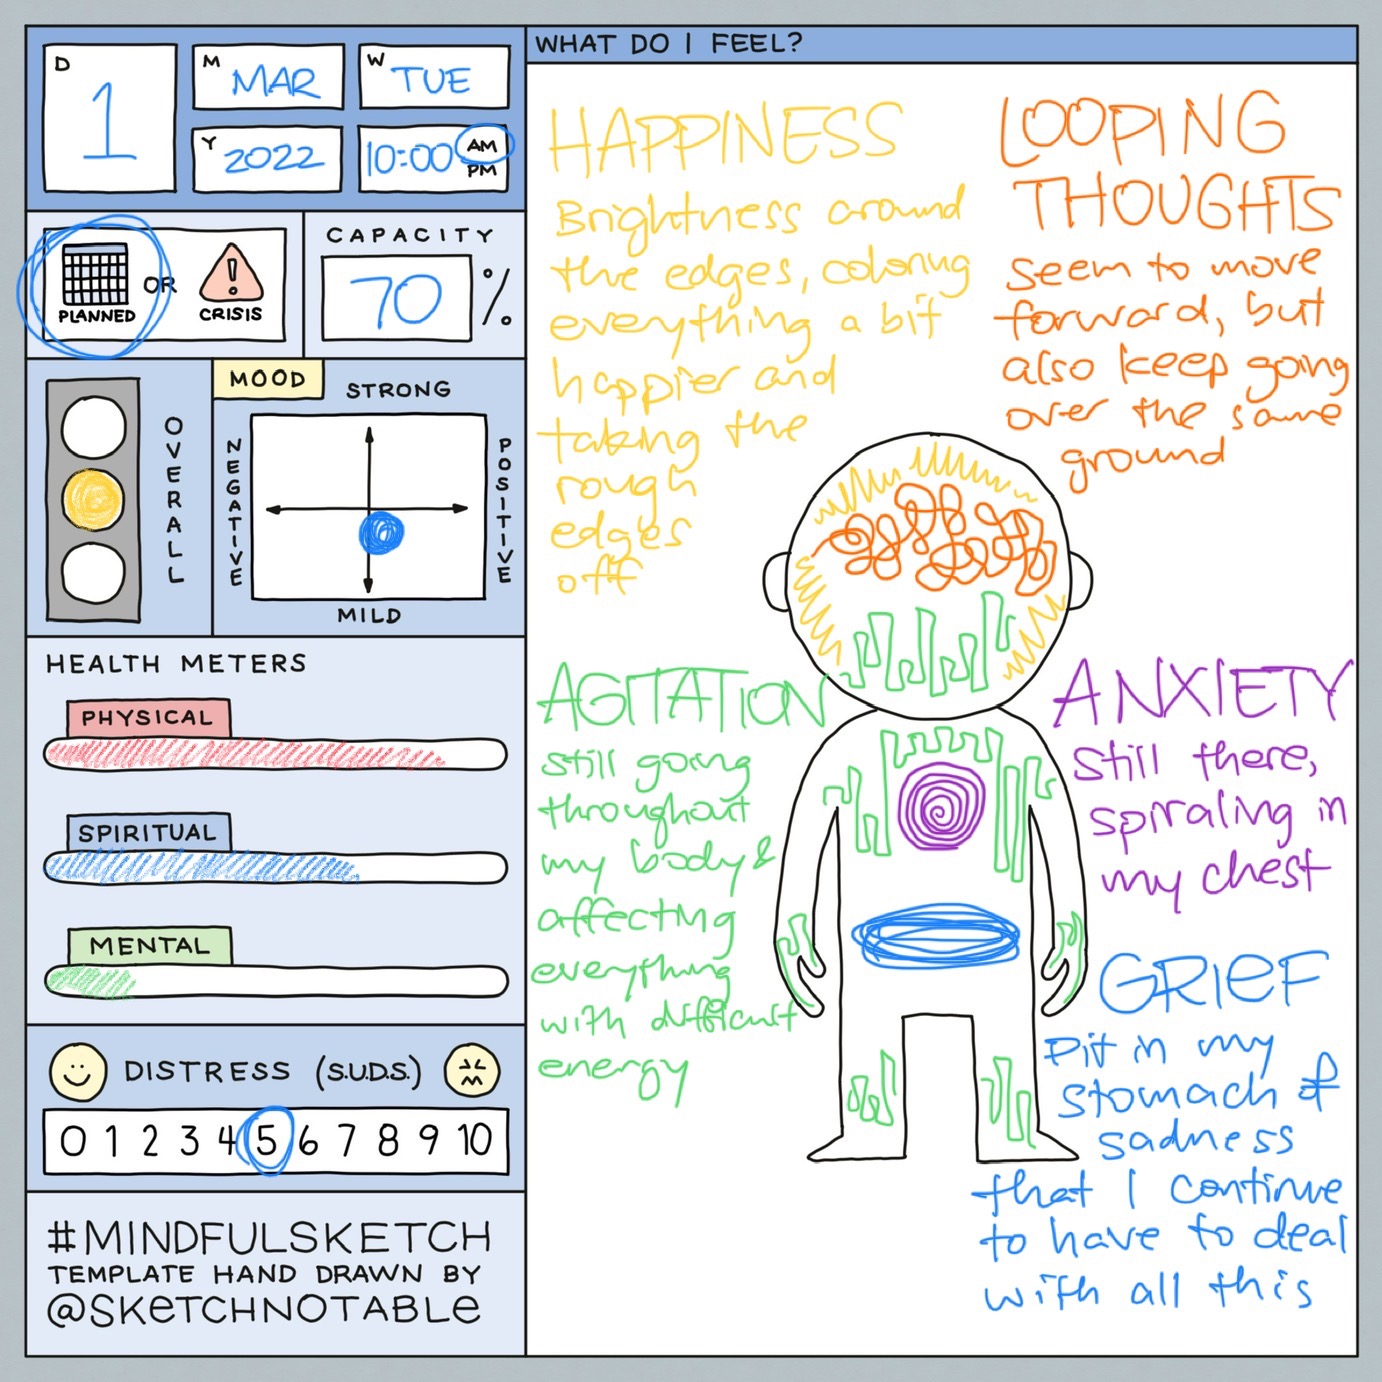 D
1
M
MAR
W
TUE
Y
2022
10:00 AM
PM
PLANNED
OR
CRISIS
CAPACITY
70 %
OVERALL
MOOD
STRONG
NEGATIVE
POSITIVE
MILD
HEALTH METERS
PHYSICAL
SPIRITUAL
MENTAL
DISTRESS (S.U.D.S.)
0 1 2 3 4 5 6 7 8 9 10
#MINDFULSKETCH
TEMPLATE HAND DRAWN BY
@SKETCHNOTABLE
WHAT DO I FEEL?
HAPPINESS
Brightness around
the edges, coloring
everything a bit
happier and
taking the
rough
edges
off
LOOPING
THOUGHTS
seem to move
forward, but
also keep going
over the same
ground
AGITATION
still going
throughout
my body &
affecting
everything
with difficult
energy
ANXIETY
still there,
spiraling in
my chest
GRIEF
pit in my
stomach of
sadness
that I continue
to have to deal
with all this